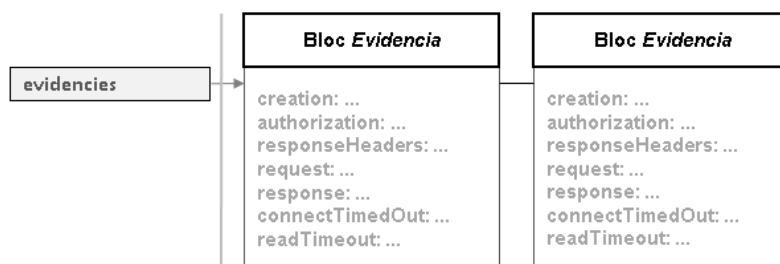 Bloc Evidencia
Bloc Evidencia
evidencies
creation: ...
authorization: ...
responseHeaders: ...
request: ...
response: ...
connectTimedOut: ...
readTimeout: ...
creation: ...
authorization: ...
responseHeaders: ...
request: ...
response: ...
connectTimedOut: ...
readTimeout: ...